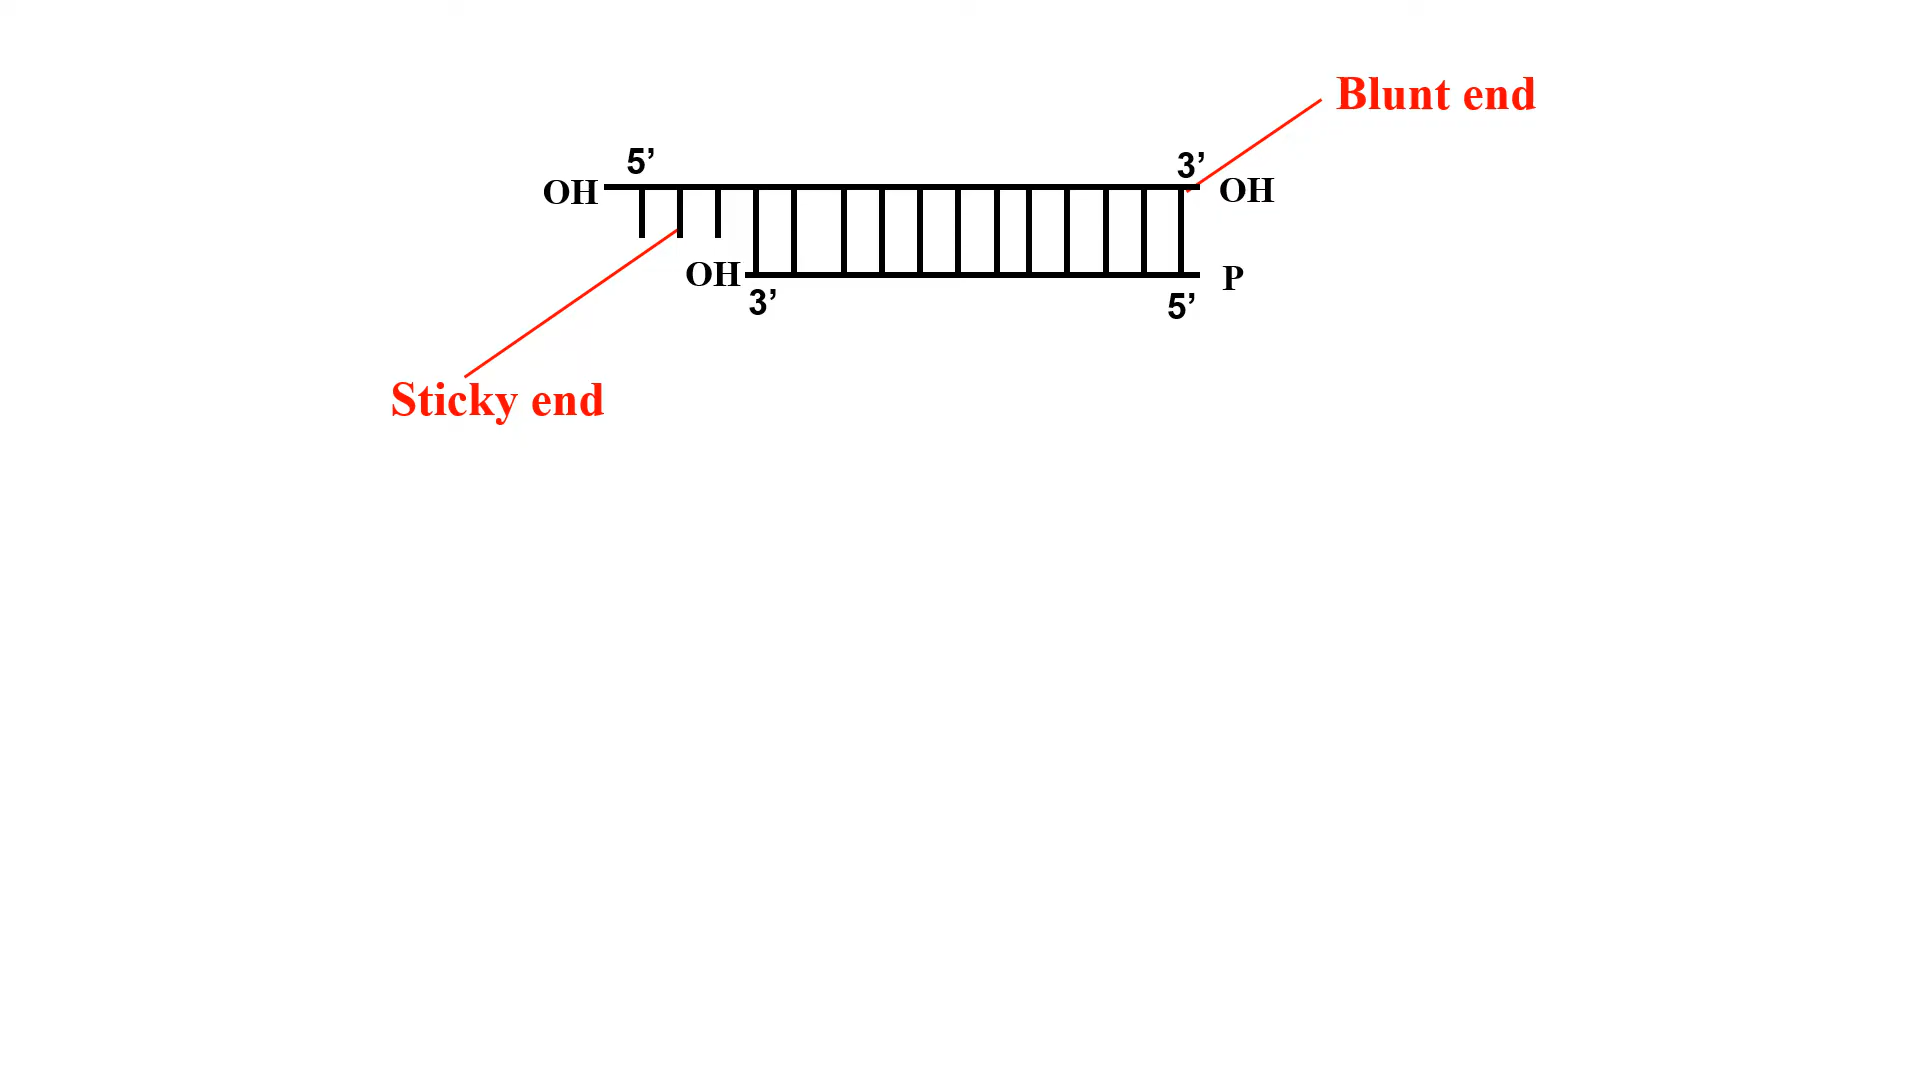 Blunt end
5’
3’
OH
OH
OH
P
3’
5’
Sticky end